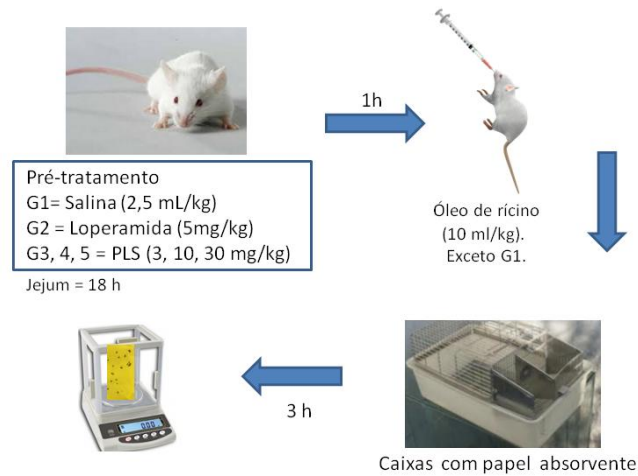 1h
Pré-tratamento
G1= Salina (2,5 mL/kg)
G2 = Loperamida (5mg/kg)
G3, 4, 5 = PLS (3, 10, 30 mg/kg)
Jejum = 18 h
Óleo de rícino
(10 ml/kg).
Exceto G1.
3 h
Caixas com papel absorvente